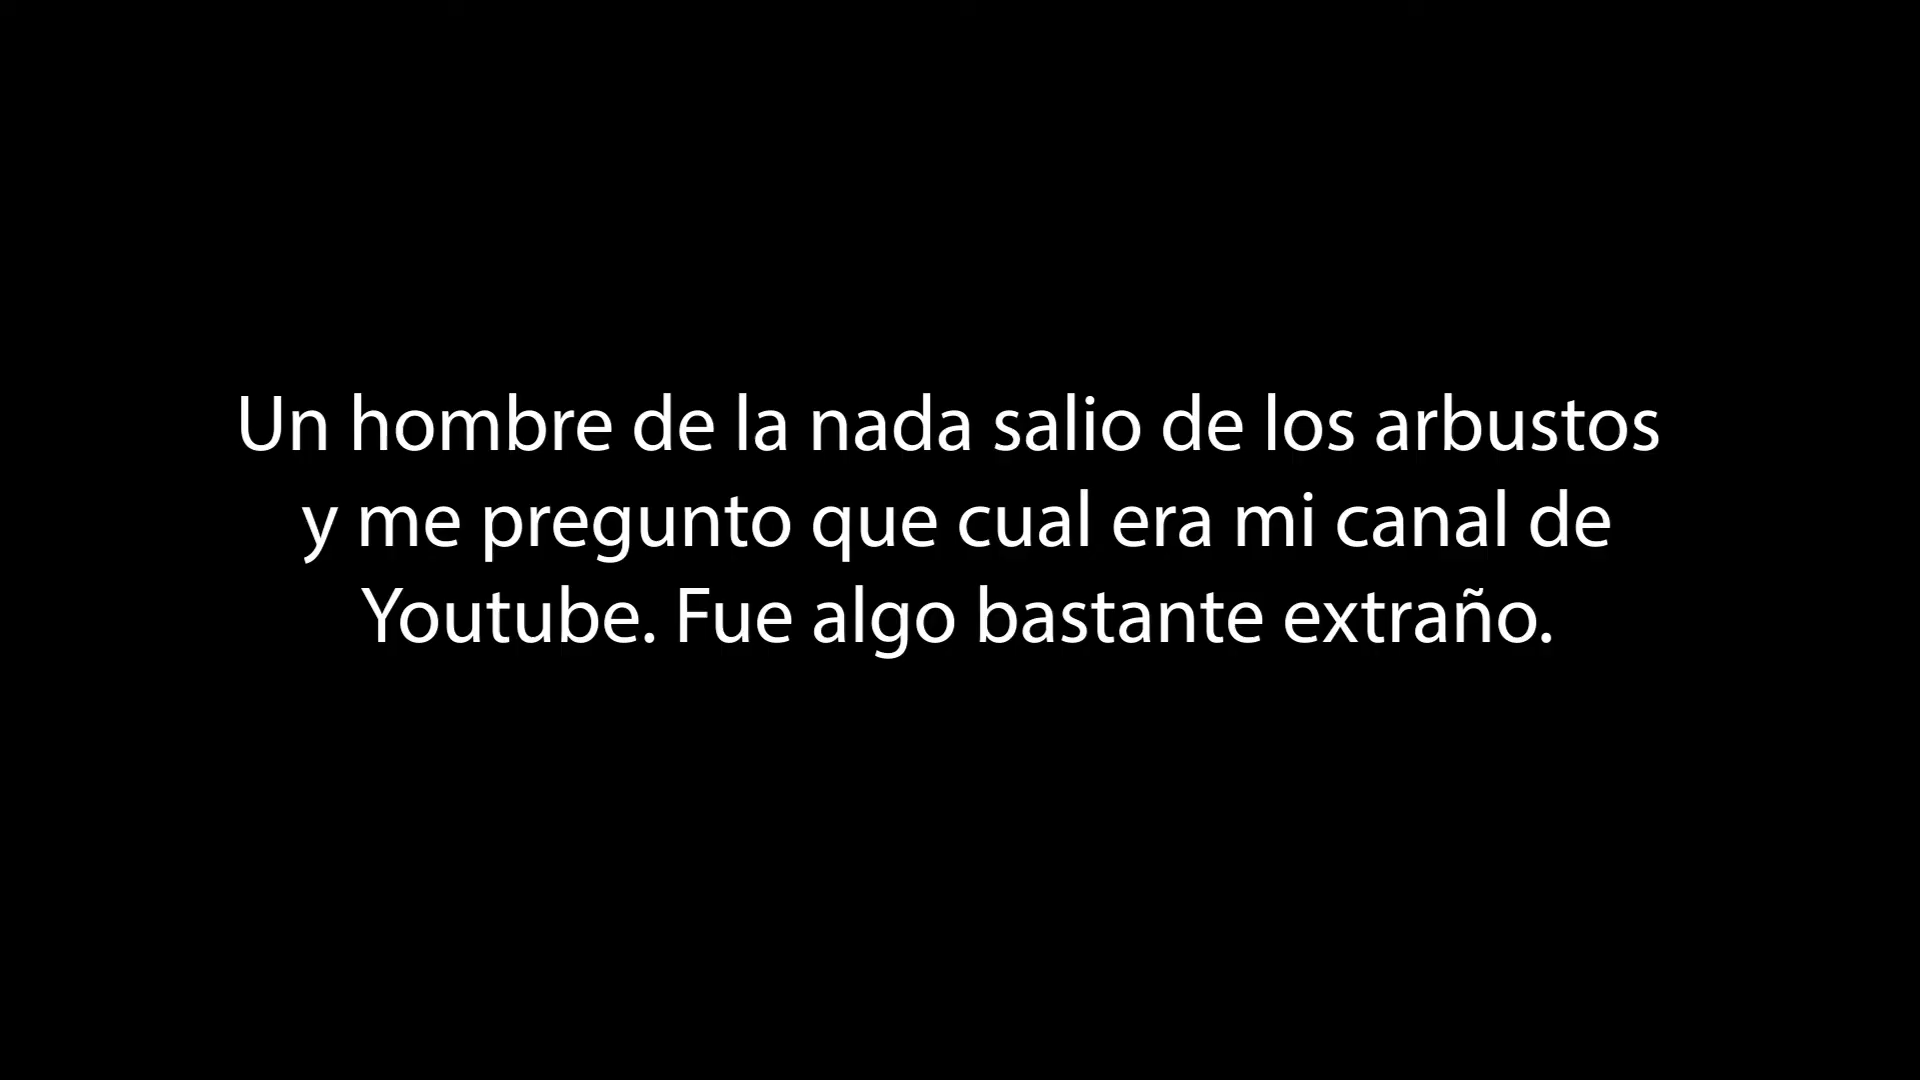 Un hombre de la nada salio de los arbustos
y me pregunto que cual era mi canal de
Youtube. Fue algo bastante extraño.